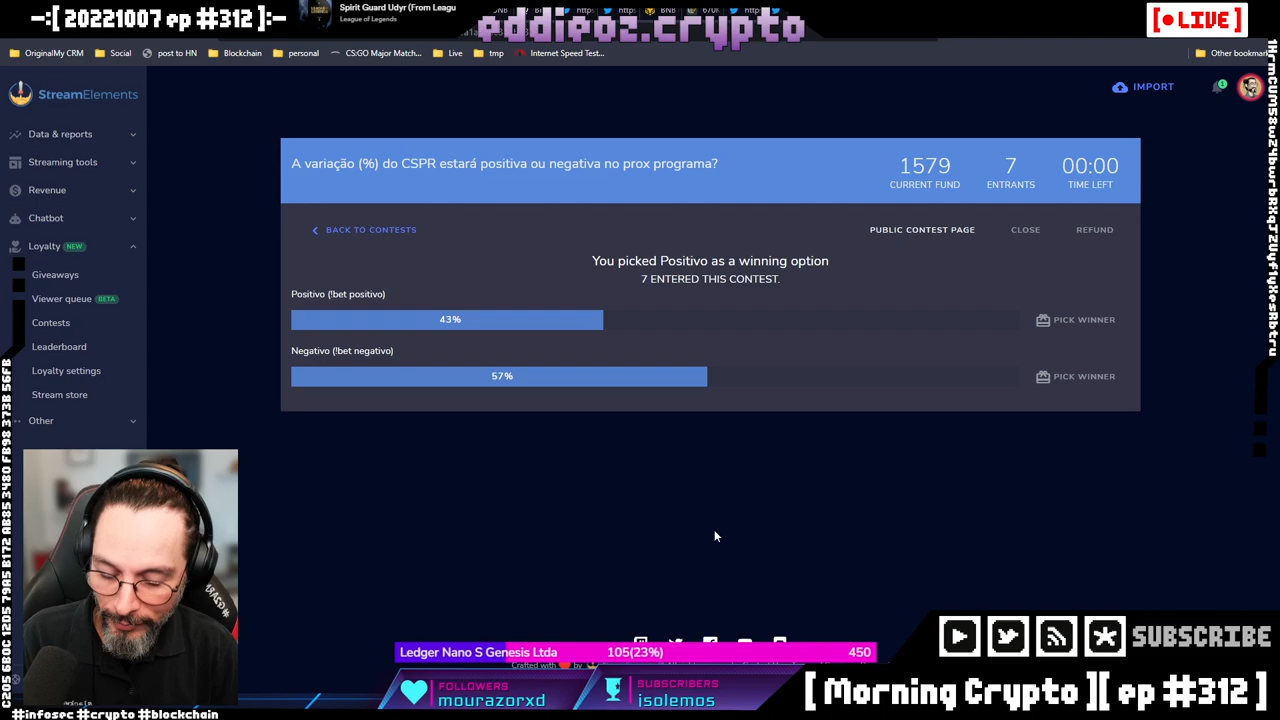 -:[ 20221007 ep #312 ]:-
Spirit Guard Udyr (From Leagu
League of Legends
eddieoz.crypto
[ LIVE ]
OriginalMy CRM
Social
post to HN
Blockchain
personal
CS:GO Major Match...
Live
tmp
Internet Speed Test...
Other bookmar
StreamElements
IMPORT
1
Data & reports
Streaming tools
Revenue
Chatbot
Loyalty NEW
Giveaways
Viewer queue BETA
Contests
Leaderboard
Loyalty settings
Stream store
Other
A variação (%) do CSPR estará positiva ou negativa no prox programa?
1579
CURRENT FUND
7
ENTRANTS
00:00
TIME LEFT
BACK TO CONTESTS
PUBLIC CONTEST PAGE
CLOSE
REFUND
You picked Positivo as a winning option
7 ENTERED THIS CONTEST.
Positivo (!bet positivo)
43%
PICK WINNER
Negativo (!bet negativo)
57%
PICK WINNER
Ledger Nano S Genesis Ltda
105(23%)
450
Crafted with
by
FOLLOWERS
mourazorxd
SUBSCRIBERS
isolemos
SUBSCRIBE
[ Morning Crypto ][ ep #312 ]
#infosec #crypto #blockchain